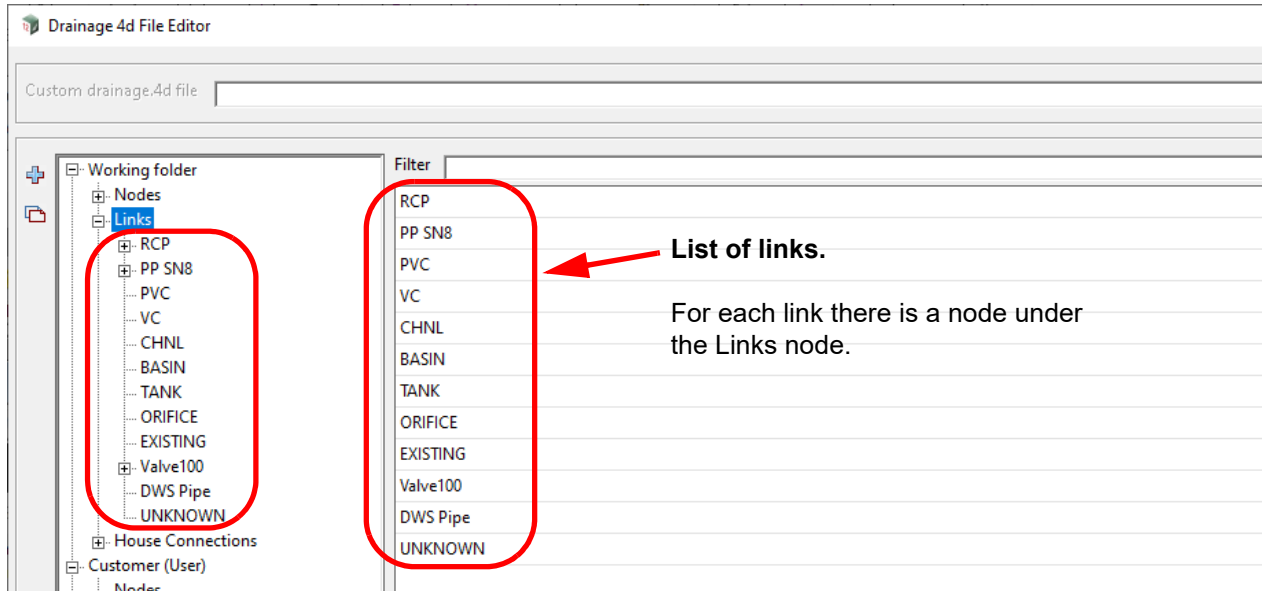 Drainage 4d File Editor
Custom drainage.4d file
Working folder
Nodes
Links
RCP
PP SN8
PVC
VC
CHNL
BASIN
TANK
ORIFICE
EXISTING
Valve100
DWS Pipe
UNKNOWN
House Connections
Customer (User)
Nodes
Filter
RCP
PP SN8
PVC
VC
CHNL
BASIN
TANK
ORIFICE
EXISTING
Valve100
DWS Pipe
UNKNOWN
List of links.
For each link there is a node under
the Links node.